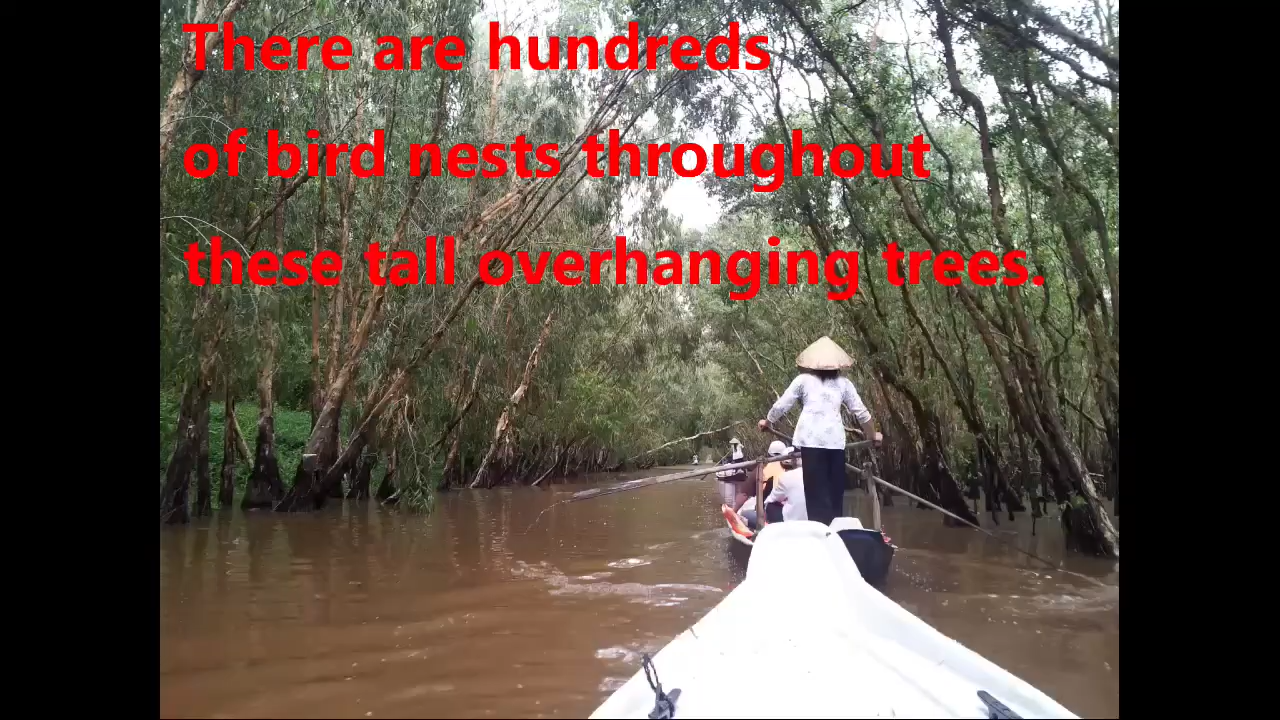 There are hundreds
of bird nests throughout
these tall overhanging trees.